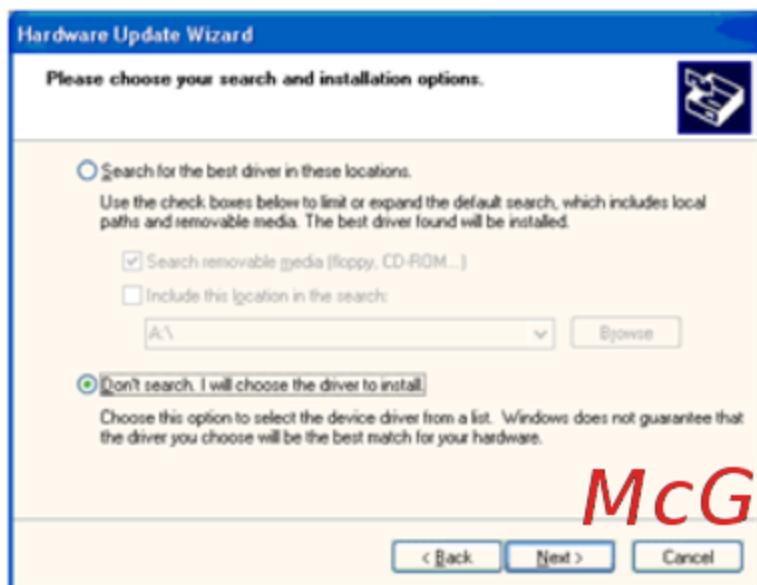 Hardware Update Wizard
Please choose your search and installation options.
Search for the best driver in these locations.
Use the check boxes below to limit or expand the default search, which includes local
paths and removable media. The best driver found will be installed.
Search removable media (floppy, CD-ROM...)
Include this location in the search:
A:\
Browse
Don't search. I will choose the driver to install.
Choose this option to select the device driver from a list. Windows does not guarantee that
the driver you choose will be the best match for your hardware.
McG
< Back Next > Cancel